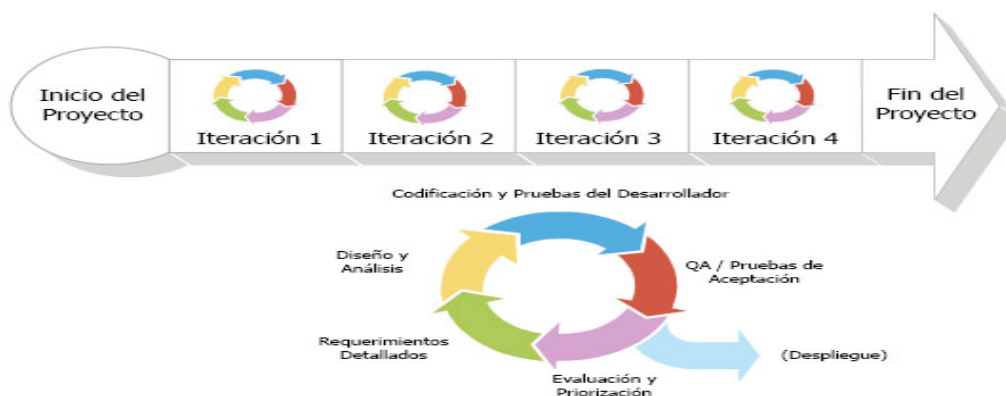 Inicio del
Proyecto
Iteración 1
Iteración 2
Iteración 3
Iteración 4
Fin del
Proyecto
Codificación y Pruebas del Desarrollador
Diseño y
Análisis
QA / Pruebas de
Aceptación
Requerimientos
Detallados
(Despliegue)
Evaluación y
Priorización